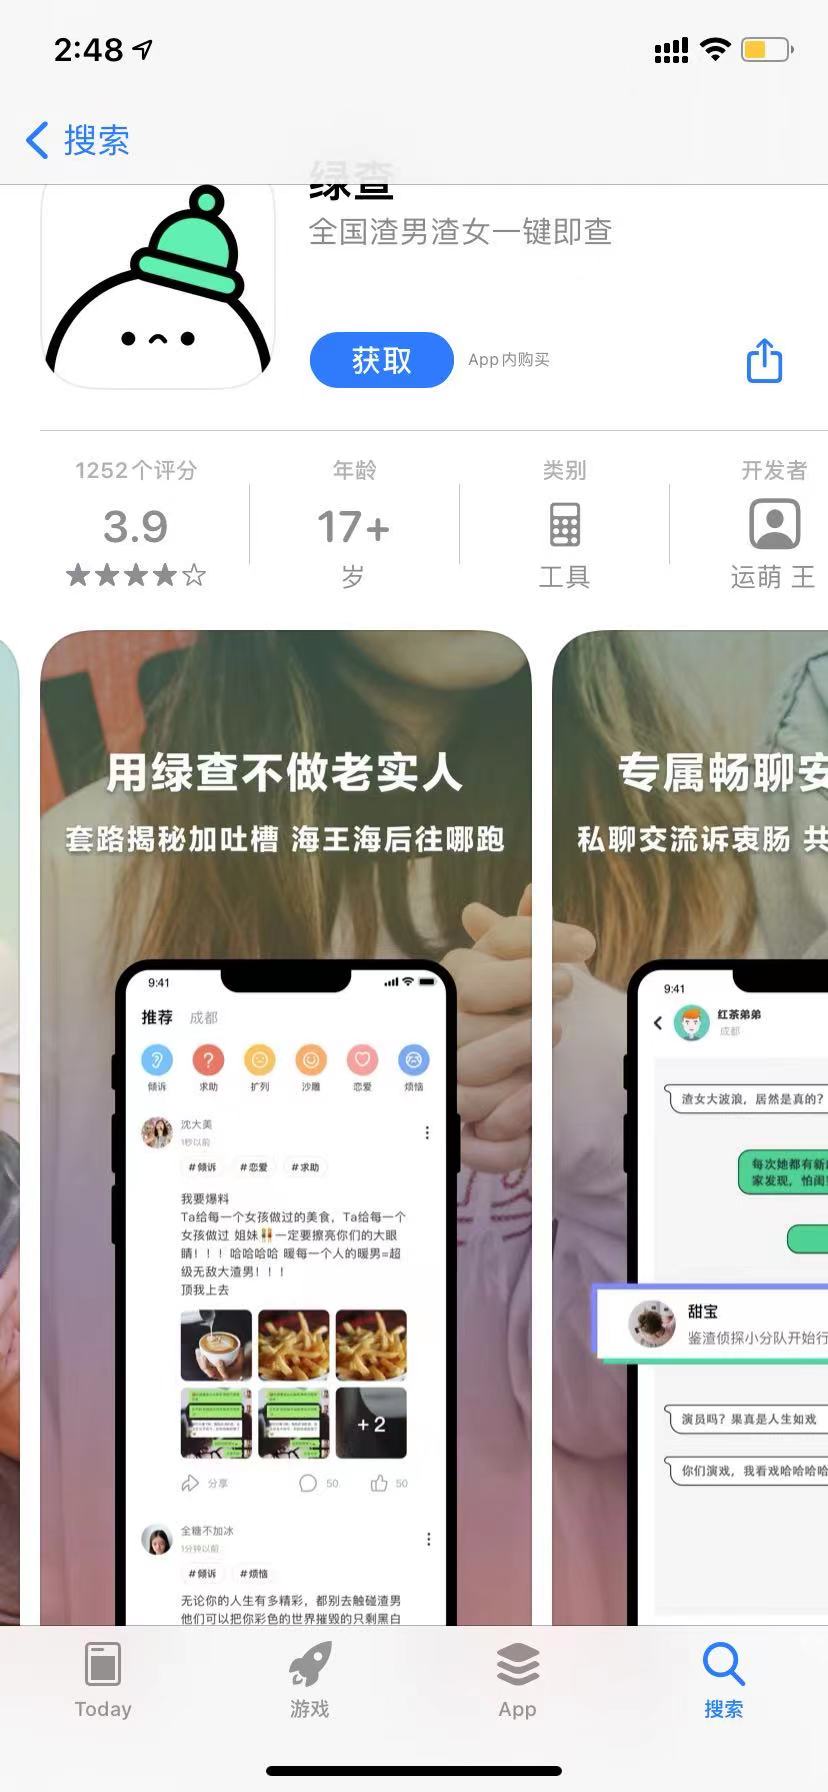 2:48
搜索
绿查
全国渣男渣女一键即查
获取
App内购买
1252个评分
年龄
类别
开发者
3.9
17+
岁
工具
运萌 王
用绿查不做老实人
套路揭秘加吐槽 海王海后往哪跑
9:41
推荐 成都
倾诉 求助 扩列 沙雕 恋爱 烦恼
沈大美
1秒以前
#倾诉 #恋爱 #求助
我要爆料
Ta给每一个女孩做过的美食，Ta给每一个
女孩做过 姐妹👭一定要擦亮你们的大眼
睛！！！哈哈哈哈 暖每一个人的暖男=超
级无敌大渣男！！！
顶我上去
+2
分享 50 50
全糖不加冰
1分钟以前
#倾诉 #烦恼
无论你的人生有多精彩，都别去触碰渣男
他们可以把你彩色的世界摧毁的只剩黑白
专属畅聊安
私聊交流诉衷肠 共
9:41
红茶弟弟
成都
渣女大波浪，居然是真的？
每次她都有新
家发现，怕闺
甜宝
鉴渣侦探小分队开始行
演员吗？果真是人生如戏
你们演戏，我看戏哈哈哈哈
Today
游戏
App
搜索